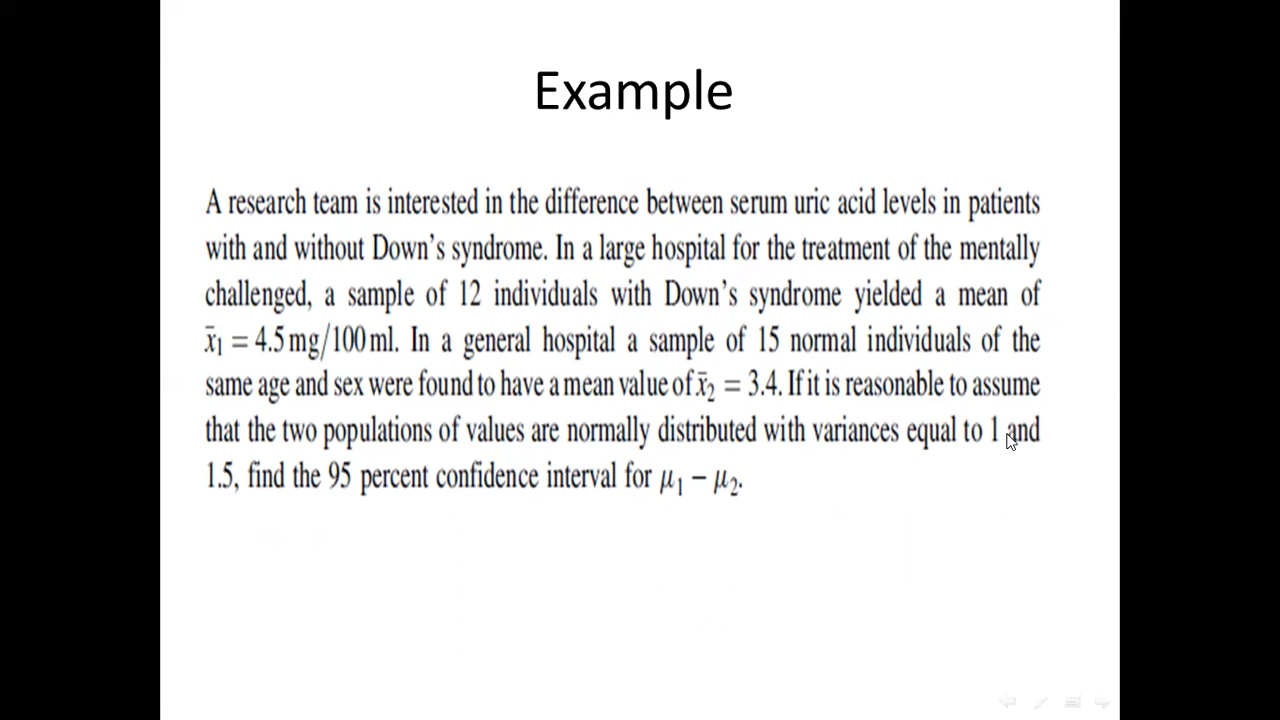 Example
A research team is interested in the difference between serum uric acid levels in patients
with and without Down's syndrome. In a large hospital for the treatment of the mentally
challenged, a sample of 12 individuals with Down's syndrome yielded a mean of
x̄₁ = 4.5 mg/100 ml. In a general hospital a sample of 15 normal individuals of the
same age and sex were found to have a mean value of x̄₂ = 3.4. If it is reasonable to assume
that the two populations of values are normally distributed with variances equal to 1 and
1.5, find the 95 percent confidence interval for μ₁ − μ₂.